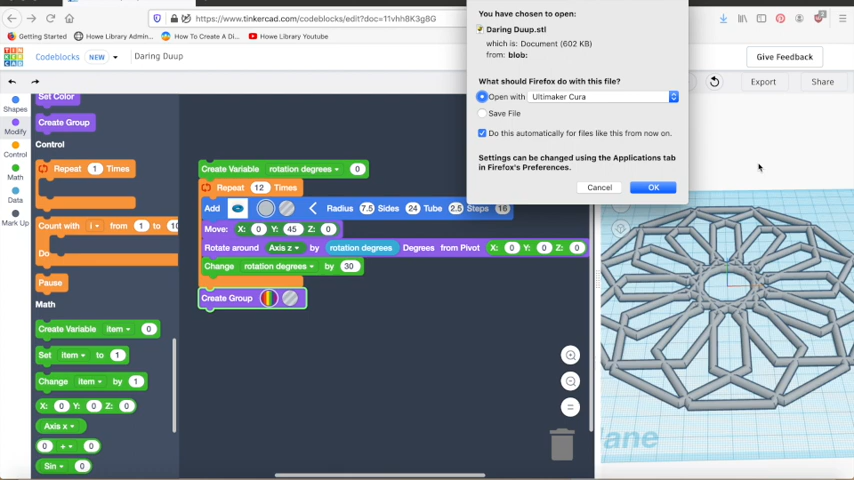 https://www.tinkercad.com/codeblocks/edit?doc=11vhh8K3g8G
Getting Started
Howe Library Admin...
How To Create A Di...
Howe Library Youtube
TIN
KER
CAD
Codeblocks
NEW
Daring Duup
Give Feedback
Export
Share
You have chosen to open:
Daring Duup.stl
which is: Document (602 KB)
from: blob:
What should Firefox do with this file?
Open with Ultimaker Cura
Save File
Do this automatically for files like this from now on.
Settings can be changed using the Applications tab
in Firefox's Preferences.
Cancel
OK
Shapes
Modify
Control
Math
Data
Mark Up
Set Color
Create Group
Control
Repeat 1 Times
Count with i from 1 to 10
Do
Pause
Math
Create Variable item 0
Set item to 1
Change item by 1
X: 0 Y: 0 Z: 0
Axis x
0 + 0
Sin 0
Create Variable rotation degrees 0
Repeat 12 Times
Add Radius 7.5 Sides 24 Tube 2.5 Steps 16
Move: X: 0 Y: 45 Z: 0
Rotate around Axis z by rotation degrees Degrees from Pivot X: 0 Y: 0 Z: 0
Change rotation degrees by 30
Create Group
lane